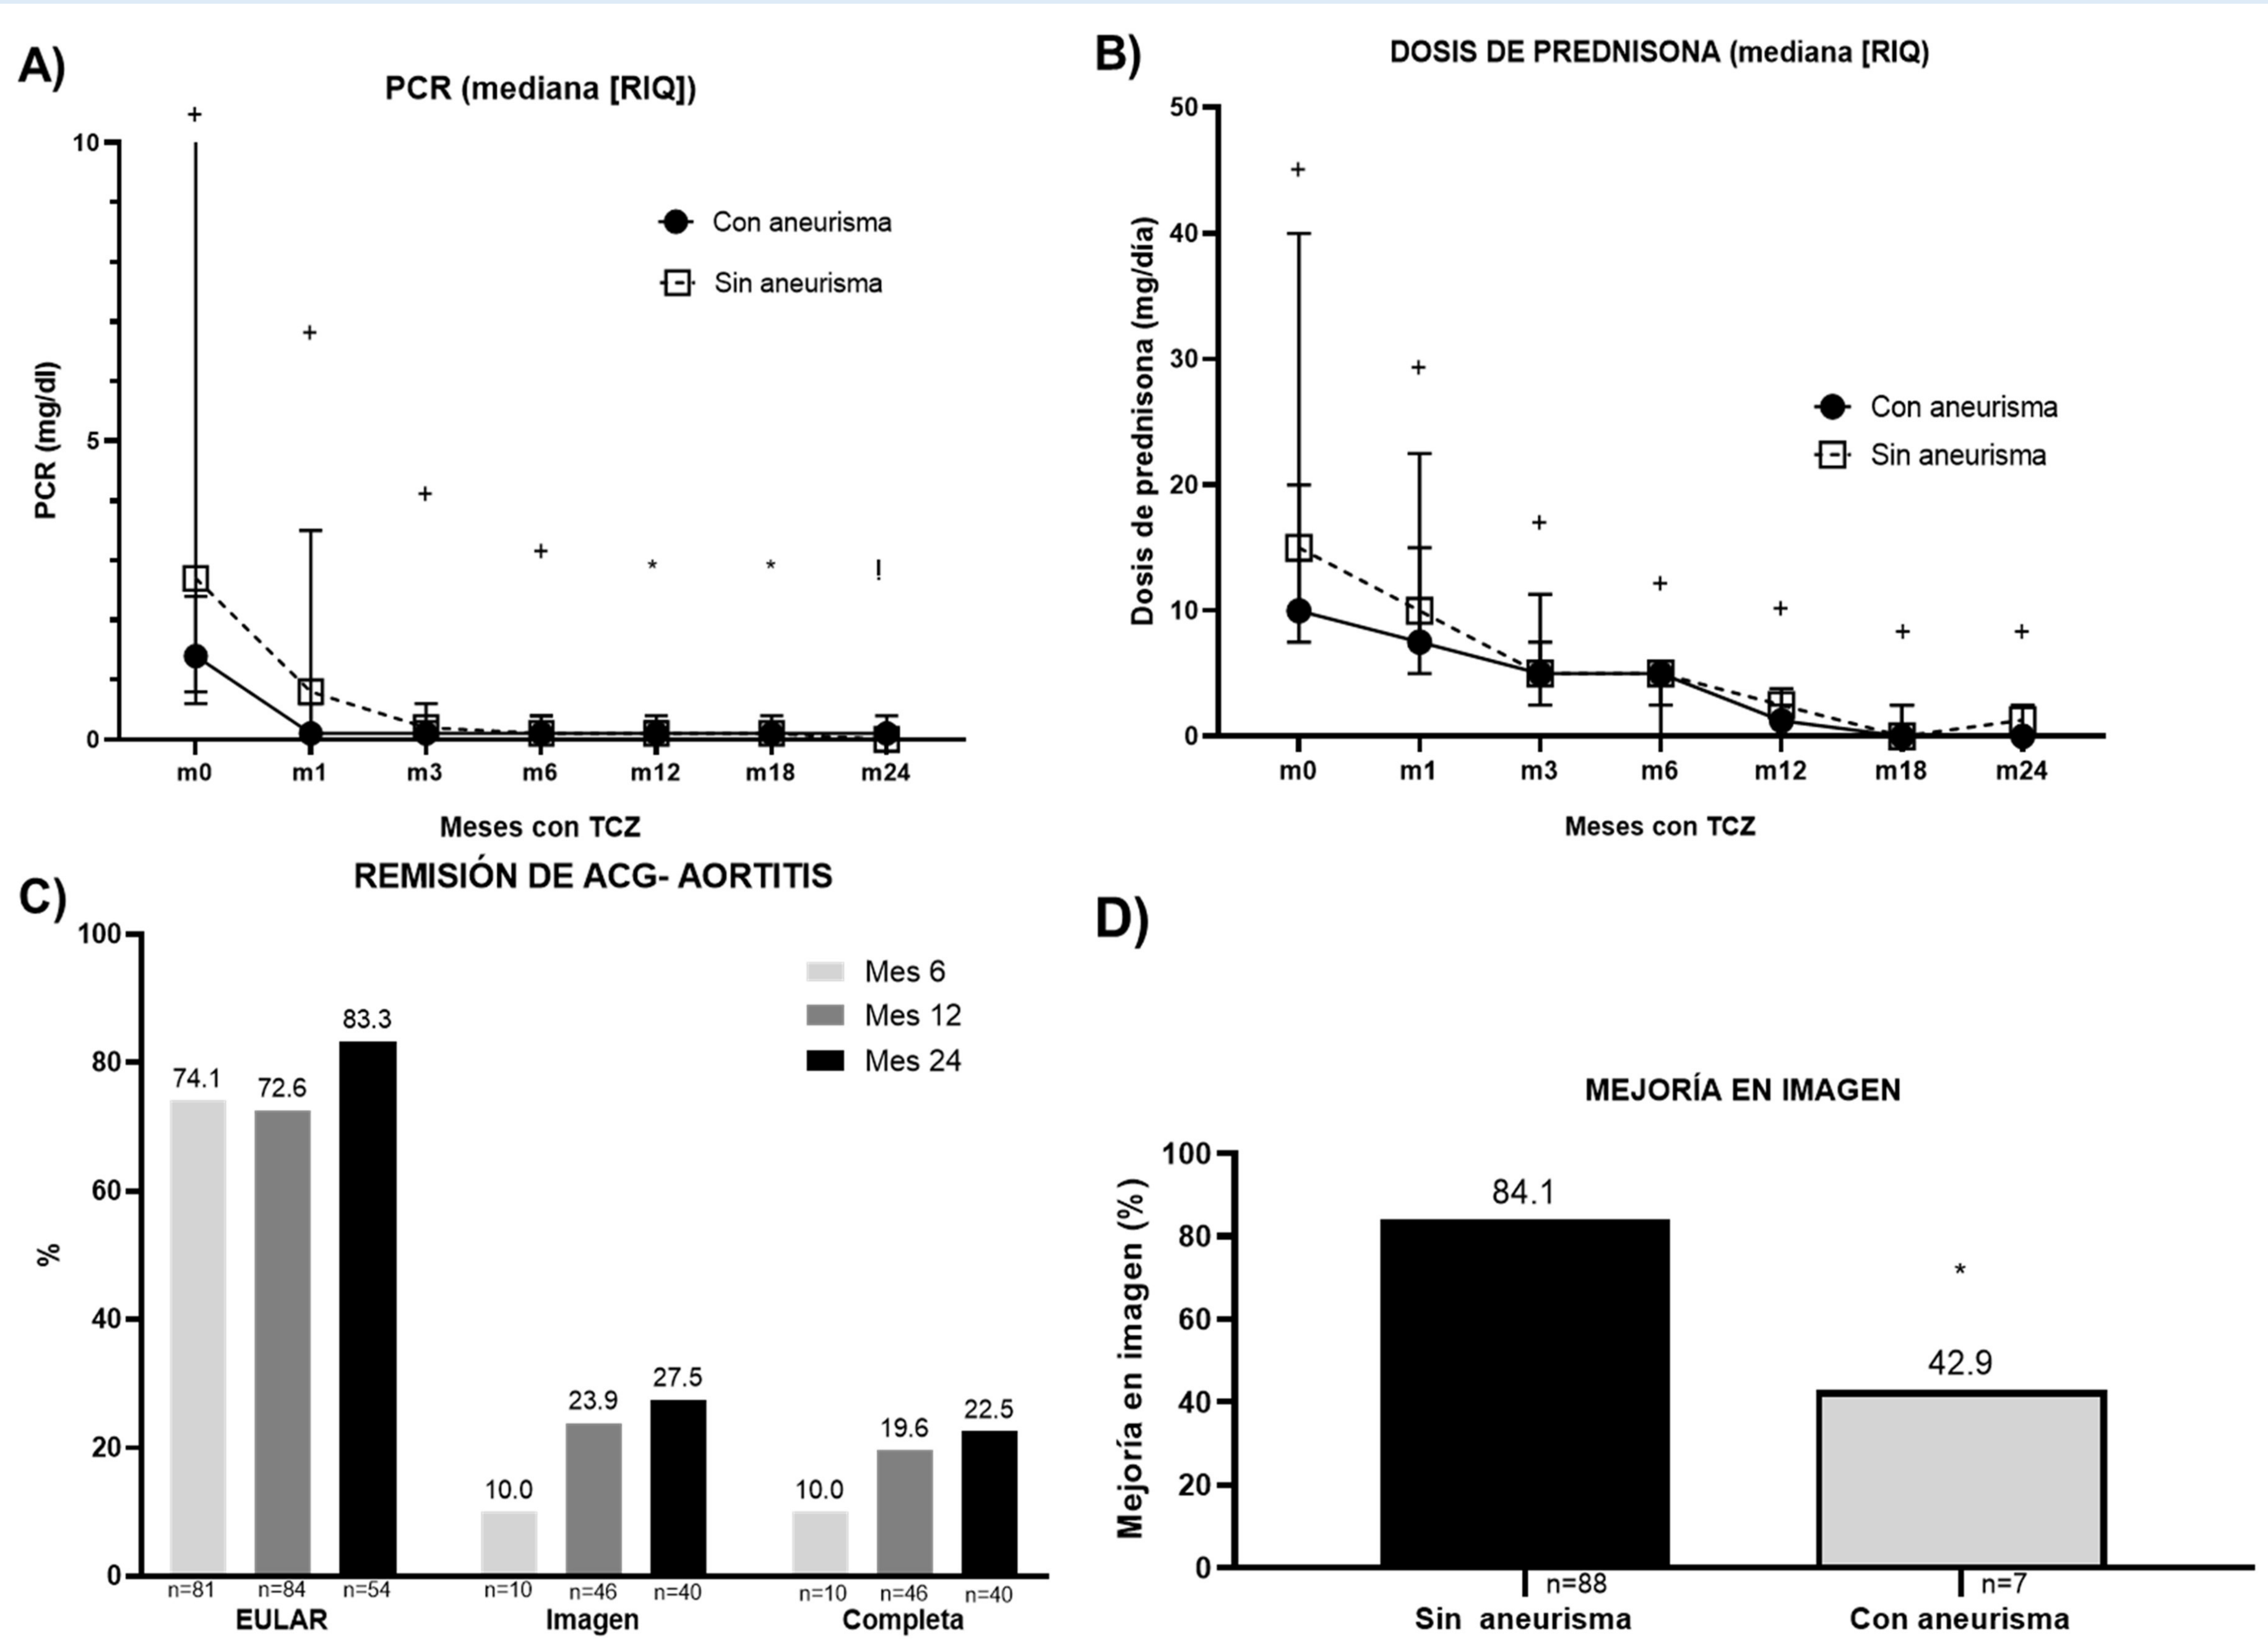 A)
PCR (mediana [RIQ])
+
10
+
5
+
+
*
*
!
0
PCR (mg/dl)
Con aneurisma
Sin aneurisma
m0 m1 m3 m6 m12 m18 m24
Meses con TCZ
B)
DOSIS DE PREDNISONA (mediana [RIQ)
50
+
40
30
+
20
+
+
10
+
+
+
0
Dosis de prednisona (mg/día)
Con aneurisma
Sin aneurisma
m0 m1 m3 m6 m12 m18 m24
Meses con TCZ
C)
REMISIÓN DE ACG- AORTITIS
100
80
60
40
20
0
%
Mes 6
Mes 12
Mes 24
74.1 72.6 83.3
10.0 23.9 27.5
10.0 19.6 22.5
n=81 n=84 n=54 n=10 n=46 n=40 n=10 n=46 n=40
EULAR Imagen Completa
D)
MEJORÍA EN IMAGEN
100
80
60
40
20
0
Mejoría en imagen (%)
84.1
*
42.9
n=88 n=7
Sin aneurisma Con aneurisma